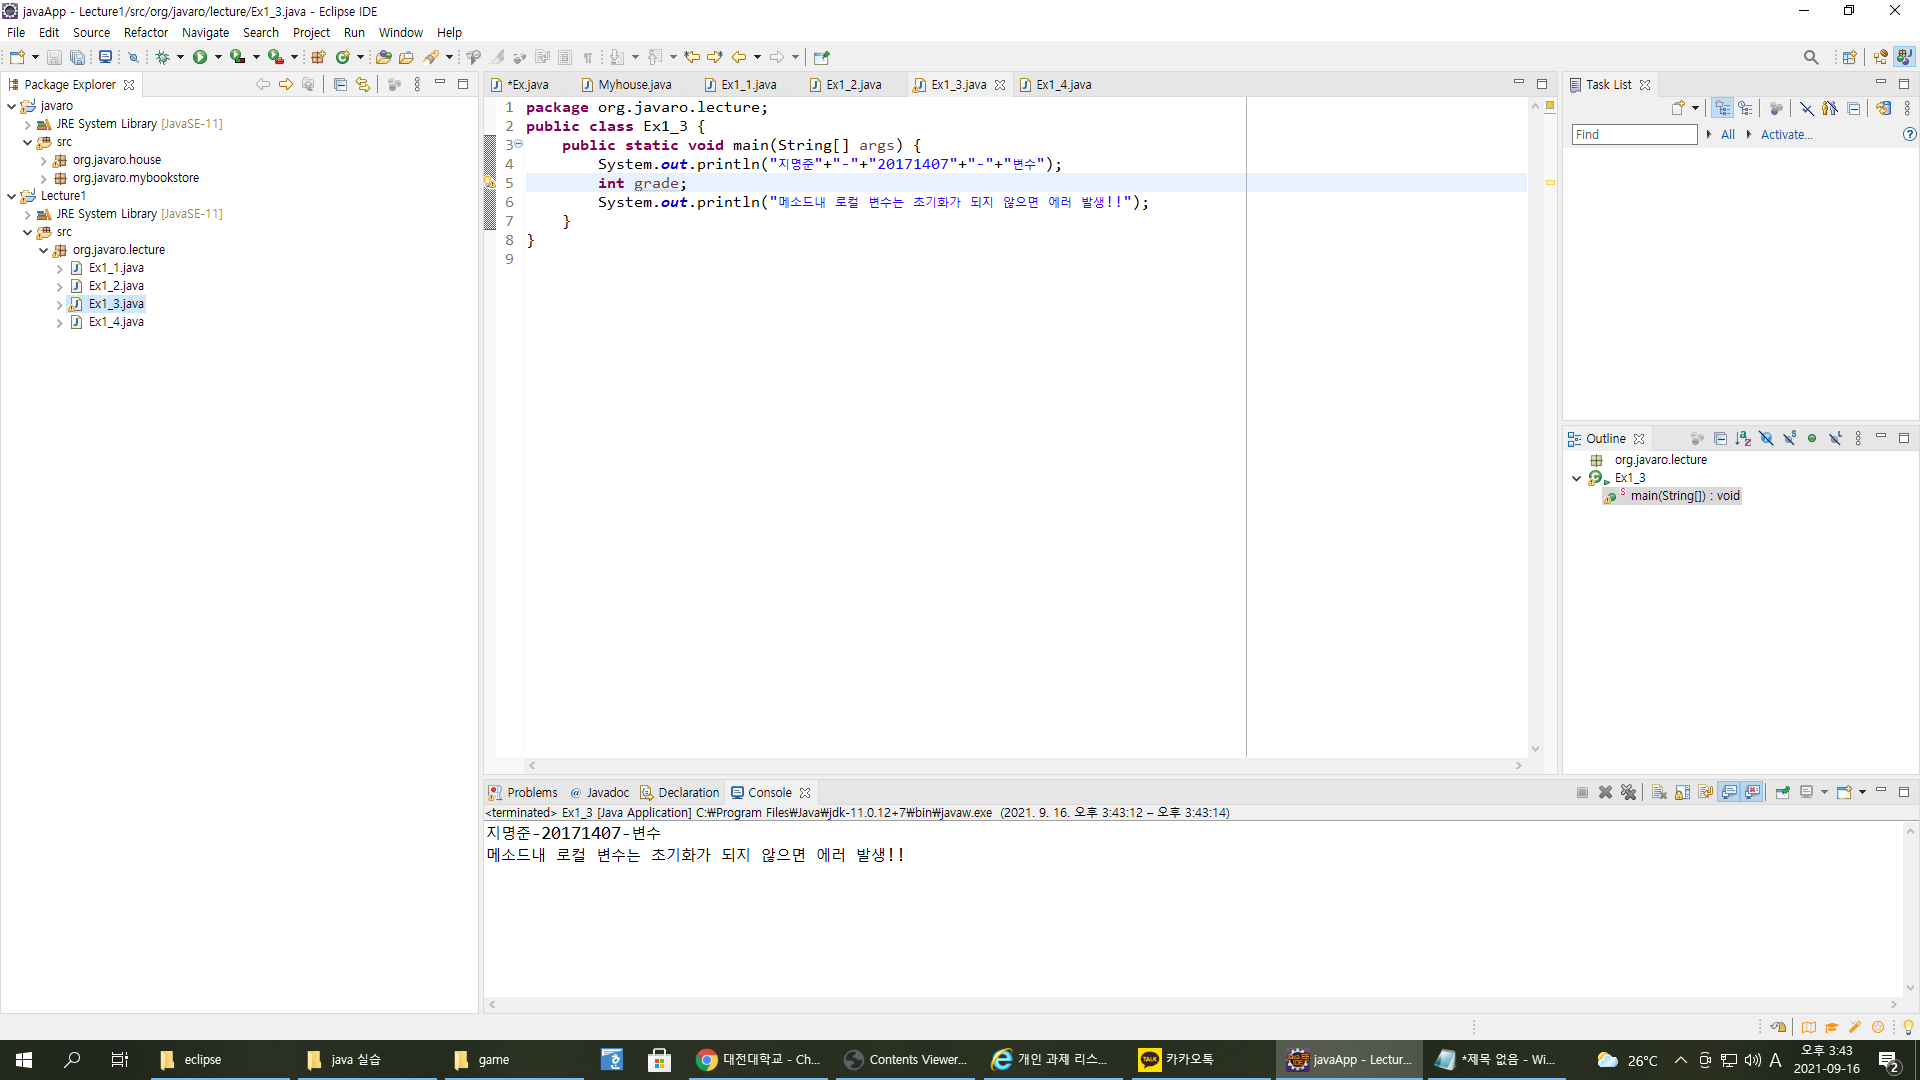 javaApp - Lecture1/src/org/javaro/lecture/Ex1_3.java - Eclipse IDE
File Edit Source Refactor Navigate Search Project Run Window Help
Package Explorer
javaro
JRE System Library [JavaSE-11]
src
org.javaro.house
org.javaro.mybookstore
Lecture1
JRE System Library [JavaSE-11]
src
org.javaro.lecture
Ex1_1.java
Ex1_2.java
Ex1_3.java
Ex1_4.java
*Ex.java Myhouse.java Ex1_1.java Ex1_2.java Ex1_3.java Ex1_4.java
1 package org.javaro.lecture;
2 public class Ex1_3 {
3 public static void main(String[] args) {
4 System.out.println("지명준"+"-"+"20171407"+"-"+"변수");
5 int grade;
6 System.out.println("메소드내 로컬 변수는 초기화가 되지 않으면 에러 발생!!");
7 }
8 }
9
Task List
Find All Activate...
Outline
org.javaro.lecture
Ex1_3
main(String[]) : void
Problems @ Javadoc Declaration Console
<terminated> Ex1_3 [Java Application] C:₩Program Files₩Java₩jdk-11.0.12+7₩bin₩javaw.exe (2021. 9. 16. 오후 3:43:12 – 오후 3:43:14)
지명준-20171407-변수
메소드내 로컬 변수는 초기화가 되지 않으면 에러 발생!!
eclipse java 실습 game 대전대학교 - Ch... Contents Viewer... 개인 과제 리스... TALK 카카오톡 javaApp - Lectur... *제목 없음 - Wi... 26°C A 오후 3:43
2021-09-16 2